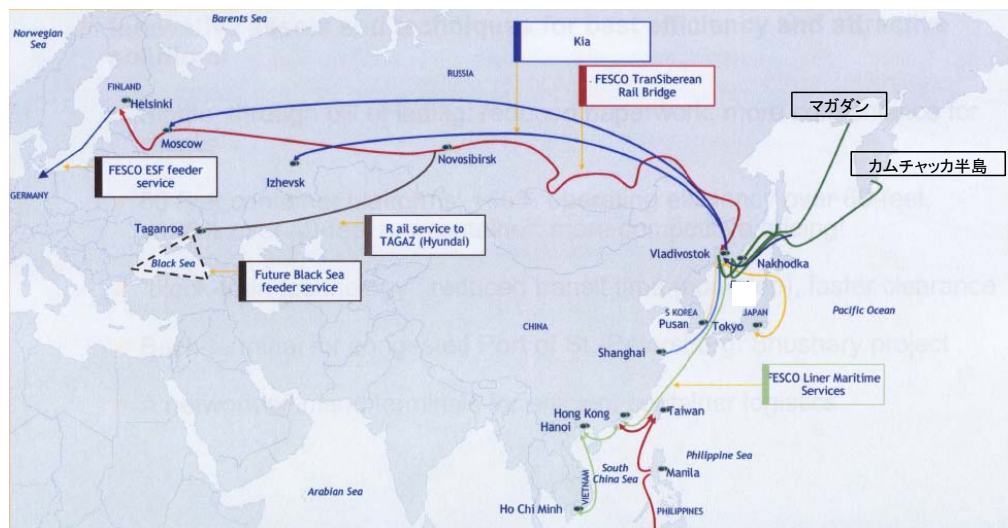 Norwegian
Sea
Barents Sea
Kia
RUSSIA
FESCO TranSiberean
Rail Bridge
FINLAND
Helsinki
Moscow
マガダン
カムチャッカ半島
Novosibirsk
Izhevsk
FESCO ESF feeder
service
GERMANY
Taganrog
R ail service to
TAGAZ (Hyundai)
Black Sea
Future Black Sea
feeder service
Vladivostok
Nakhodka
Pacific Ocean
S KOREA
Pusan
JAPAN
Tokyo
CHINA
Shanghai
FESCO Liner Maritime
Services
Hong Kong
Taiwan
Hanoi
South
China Sea
Philippine Sea
Manila
VIETNAM
Arabian Sea
Ho Chi Minh
PHILIPPINES